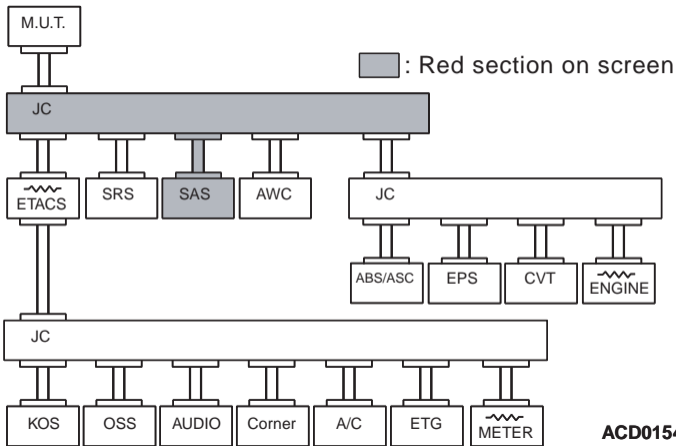 M.U.T.
: Red section on screen
JC
ETACS
SRS
SAS
AWC
JC
ABS/ASC
EPS
CVT
ENGINE
JC
KOS
OSS
AUDIO
Corner
A/C
ETG
METER